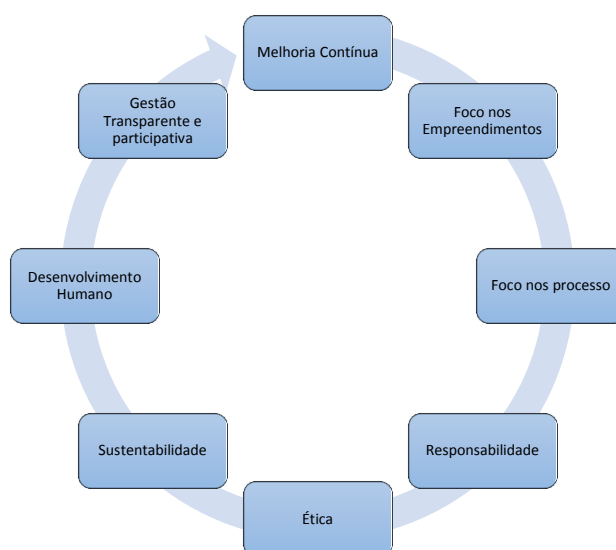 Melhoria Contínua
Foco nos
Empreendimentos
Foco nos processo
Responsabilidade
Ética
Sustentabilidade
Desenvolvimento
Humano
Gestão
Transparente e
participativa